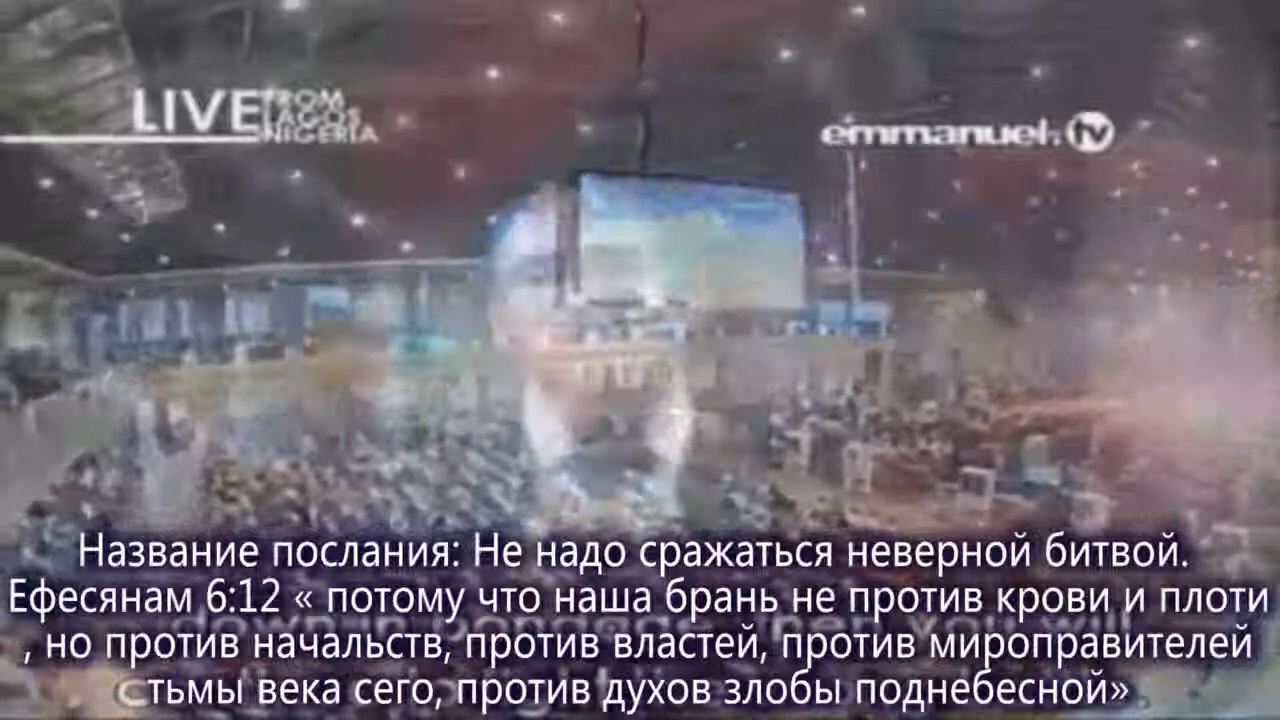 LIVE FROM
LAGOS
NIGERIA
emmanuel.tv
Название послания: Не надо сражаться неверной битвой.
Ефесянам 6:12 « потому что наша брань не против крови и плоти
, но против начальств, против властей, против мироправителей
тьмы века сего, против духов злобы поднебесной»